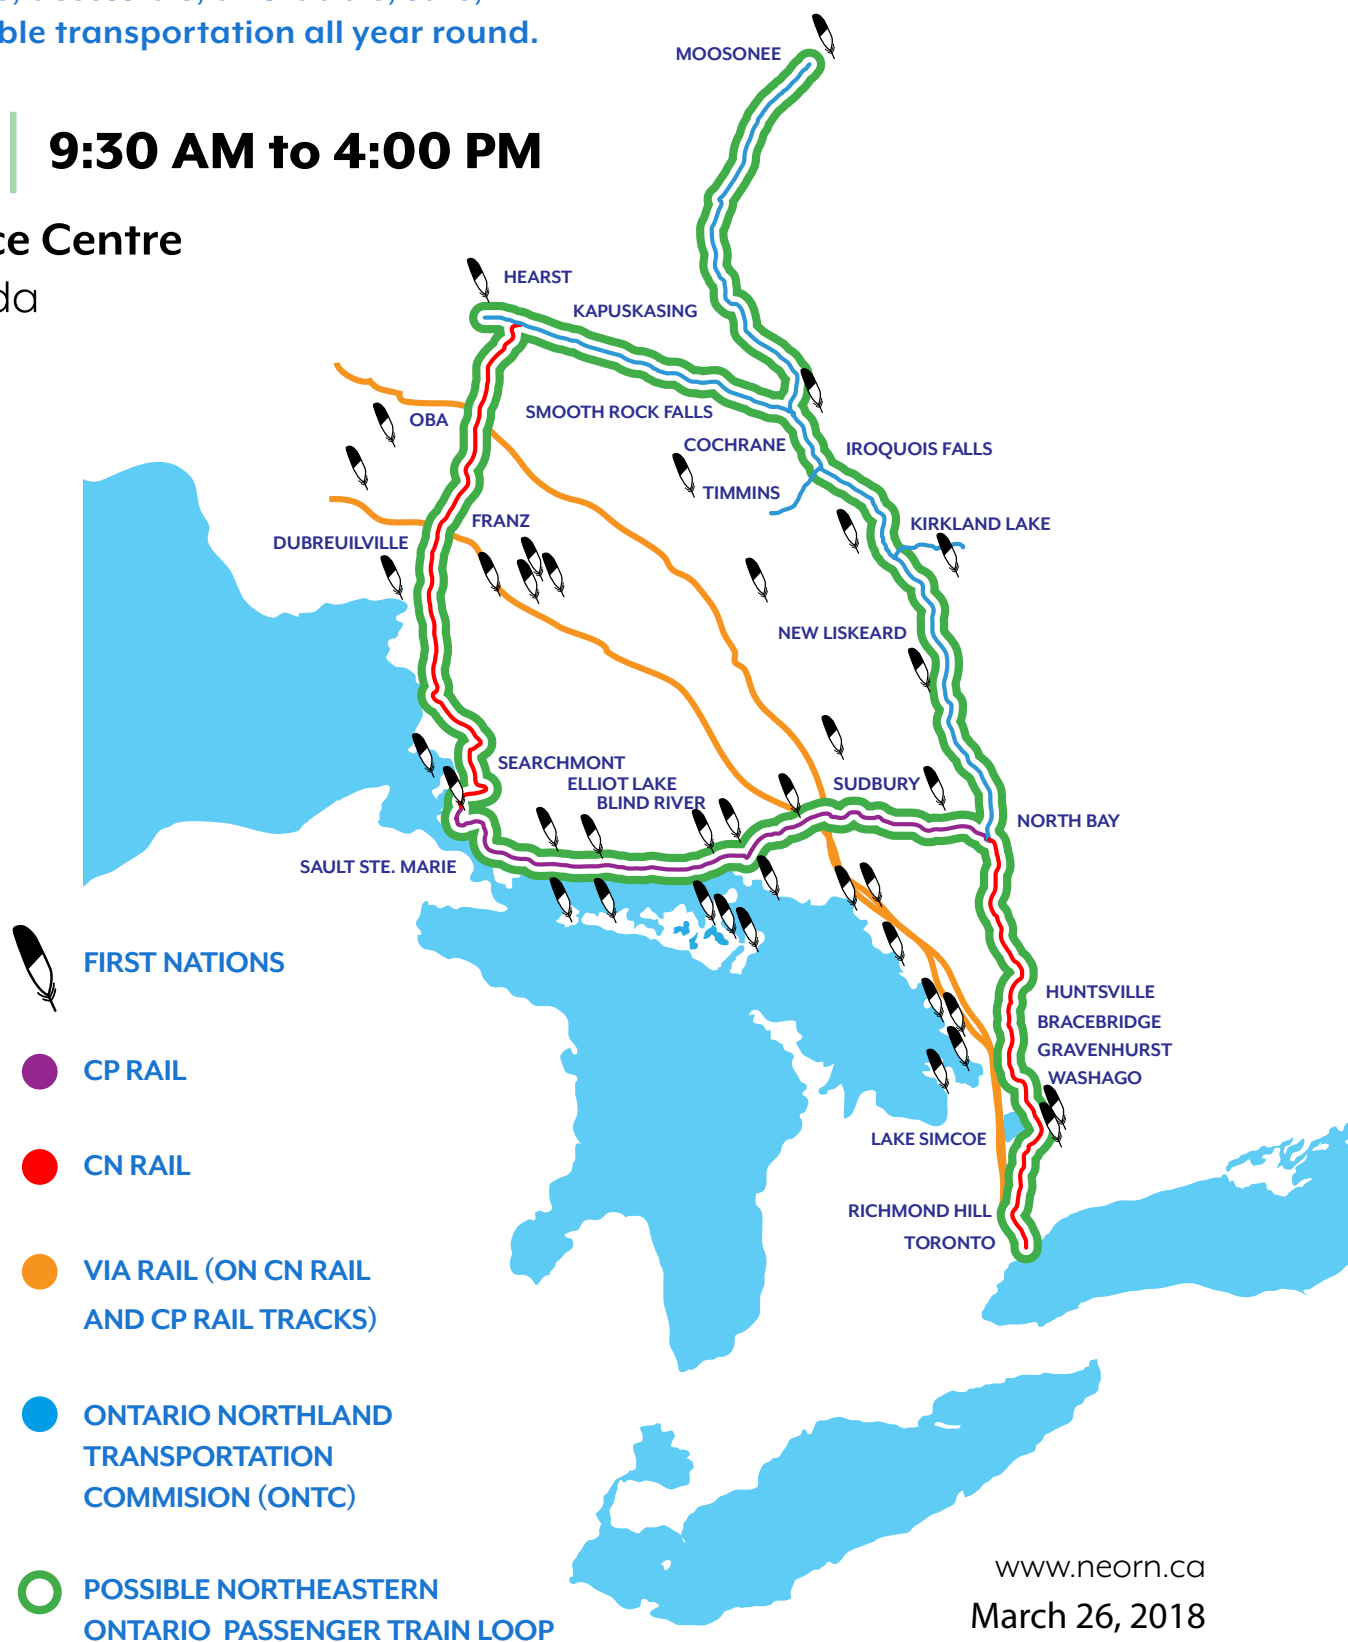 ble transportation all year round.
9:30 AM to 4:00 PM
ce Centre
da
MOOSONEE
HEARST
KAPUSKASING
OBA
SMOOTH ROCK FALLS
COCHRANE
IROQUOIS FALLS
TIMMINS
FRANZ
KIRKLAND LAKE
DUBREUILVILLE
NEW LISKEARD
SEARCHMONT
ELLIOT LAKE
BLIND RIVER
SUDBURY
NORTH BAY
SAULT STE. MARIE
HUNTSVILLE
BRACEBRIDGE
GRAVENHURST
WASHAGO
LAKE SIMCOE
RICHMOND HILL
TORONTO
FIRST NATIONS
CP RAIL
CN RAIL
VIA RAIL (ON CN RAIL
AND CP RAIL TRACKS)
ONTARIO NORTHLAND
TRANSPORTATION
COMMISION (ONTC)
POSSIBLE NORTHEASTERN
ONTARIO PASSENGER TRAIN LOOP
www.neorn.ca
March 26, 2018